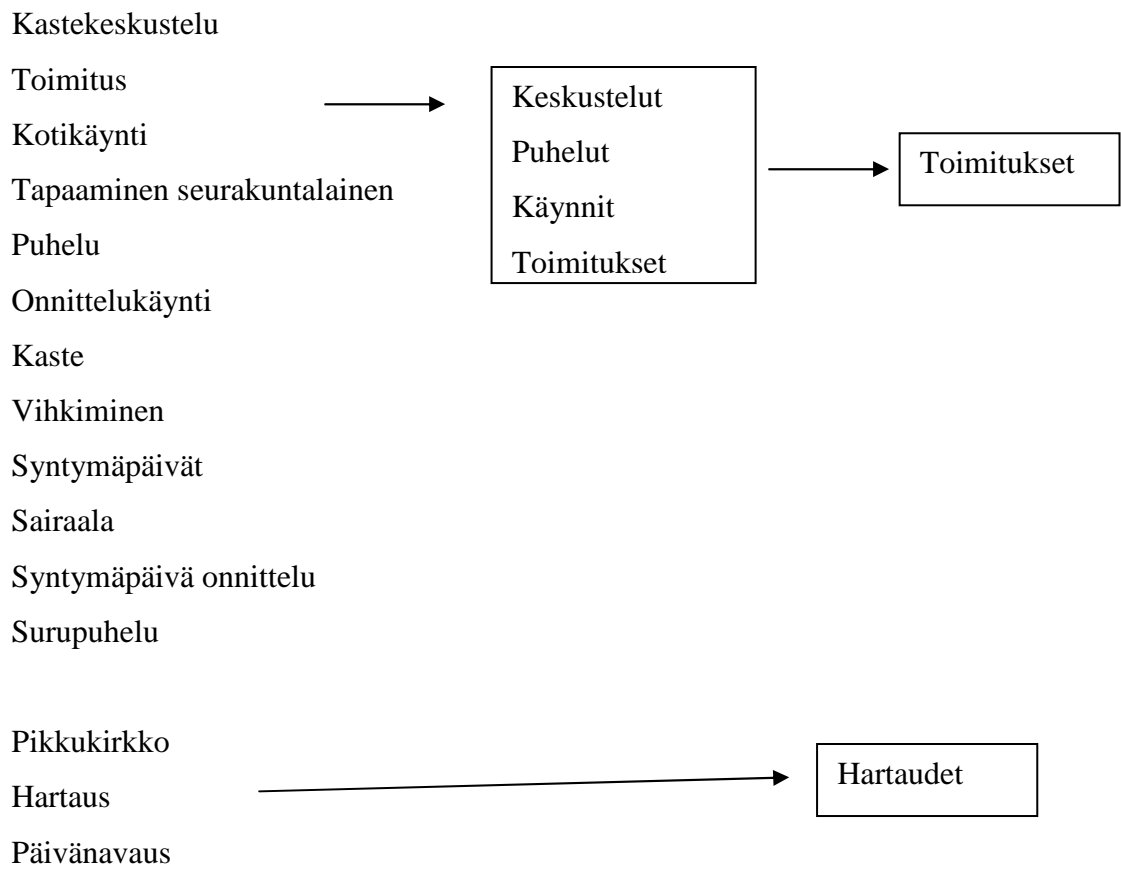 Kastekeskustelu
Toimitus
Kotikäynti
Tapaaminen seurakuntalainen
Puhelu
Onnittelukäynti
Kaste
Vihkiminen
Syntymäpäivät
Sairaala
Syntymäpäivä onnittelu
Surupuhelu
Keskustelut
Puhelut
Käynnit
Toimitukset
Toimitukset
Pikkukirkko
Hartaus
Päivänavaus
Hartaudet